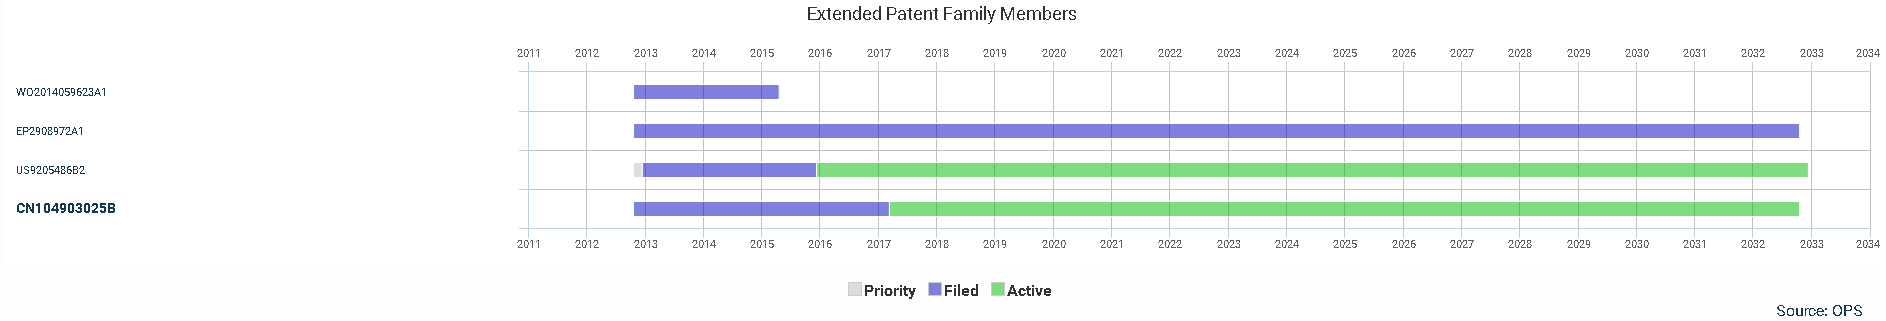 Extended Patent Family Members
2011 2012 2013 2014 2015 2016 2017 2018 2019 2020 2021 2022 2023 2024 2025 2026 2027 2028 2029 2030 2031 2032 2033 2034
WO2014059623A1
EP2908972A1
US9205486B2
CN104903025B
2011 2012 2013 2014 2015 2016 2017 2018 2019 2020 2021 2022 2023 2024 2025 2026 2027 2028 2029 2030 2031 2032 2033 2034
Priority Filed Active
Source: OPS